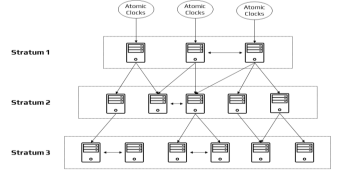 Atomic
Clocks
Atomic
Clocks
Atomic
Clocks
Stratum 1
Stratum 2
Stratum 3